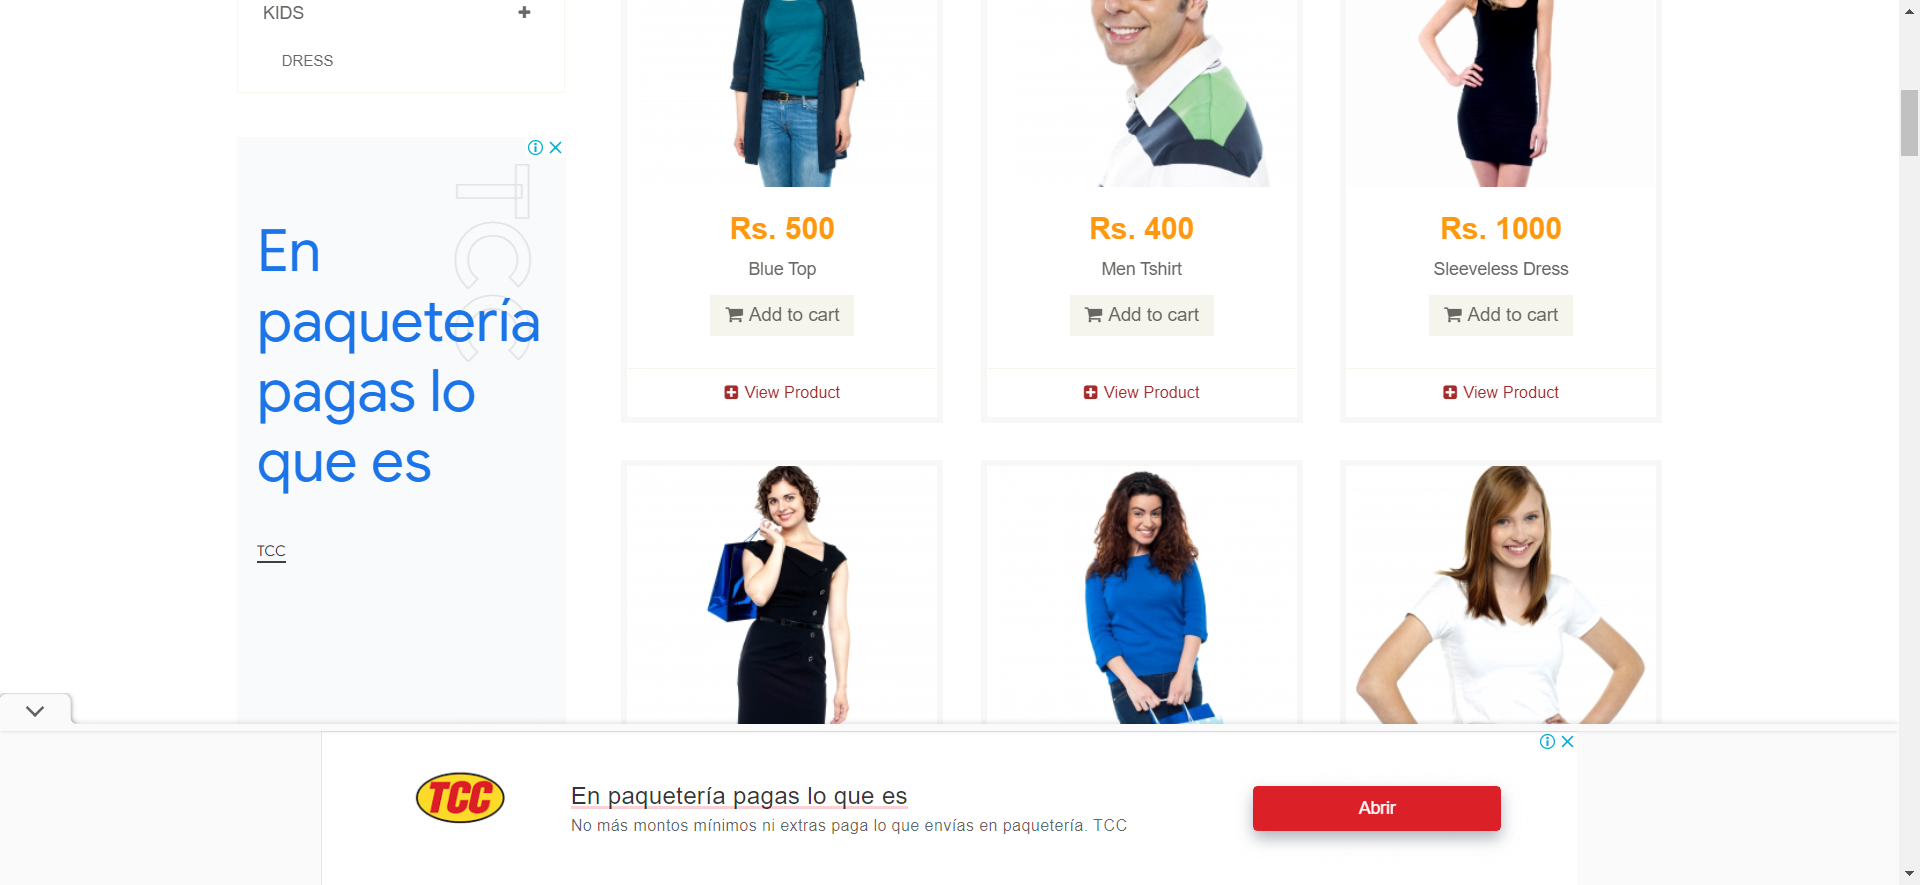 KIDS
DRESS
TCC
En
paquetería
pagas lo
que es
TCC
Rs. 500
Blue Top
Add to cart
View Product
Rs. 400
Men Tshirt
Add to cart
View Product
Rs. 1000
Sleeveless Dress
Add to cart
View Product
TCC
En paquetería pagas lo que es
No más montos mínimos ni extras paga lo que envías en paquetería. TCC
Abrir